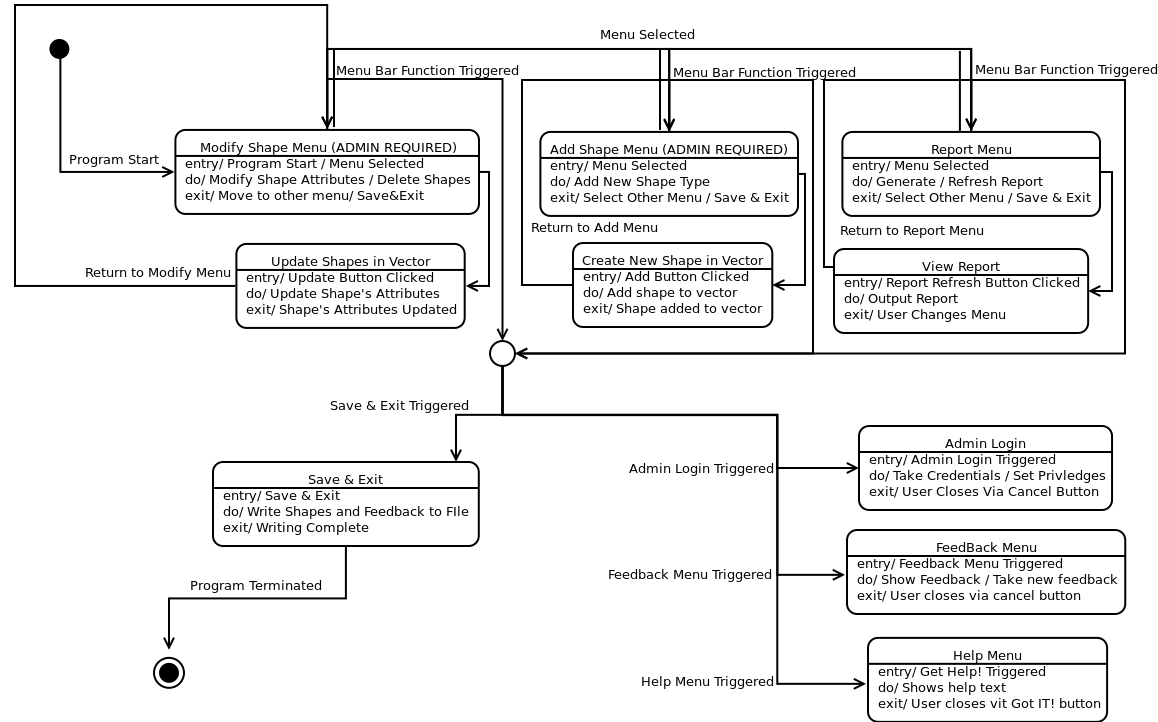 Menu Selected
Menu Bar Function Triggered
Menu Bar Function Triggered
Menu Bar Function Triggered
Program Start
Modify Shape Menu (ADMIN REQUIRED)
entry/ Program Start / Menu Selected
do/ Modify Shape Attributes / Delete Shapes
exit/ Move to other menu/ Save&Exit
Add Shape Menu (ADMIN REQUIRED)
entry/ Menu Selected
do/ Add New Shape Type
exit/ Select Other Menu / Save & Exit
Report Menu
entry/ Menu Selected
do/ Generate / Refresh Report
exit/ Select Other Menu / Save & Exit
Return to Modify Menu
Return to Add Menu
Return to Report Menu
Update Shapes in Vector
entry/ Update Button Clicked
do/ Update Shape's Attributes
exit/ Shape's Attributes Updated
Create New Shape in Vector
entry/ Add Button Clicked
do/ Add shape to vector
exit/ Shape added to vector
View Report
entry/ Report Refresh Button Clicked
do/ Output Report
exit/ User Changes Menu
Save & Exit Triggered
Save & Exit
entry/ Save & Exit
do/ Write Shapes and Feedback to FIle
exit/ Writing Complete
Program Terminated
Admin Login Triggered
Admin Login
entry/ Admin Login Triggered
do/ Take Credentials / Set Privledges
exit/ User Closes Via Cancel Button
Feedback Menu Triggered
FeedBack Menu
entry/ Feedback Menu Triggered
do/ Show Feedback / Take new feedback
exit/ User closes via cancel button
Help Menu Triggered
Help Menu
entry/ Get Help! Triggered
do/ Shows help text
exit/ User closes vit Got IT! button